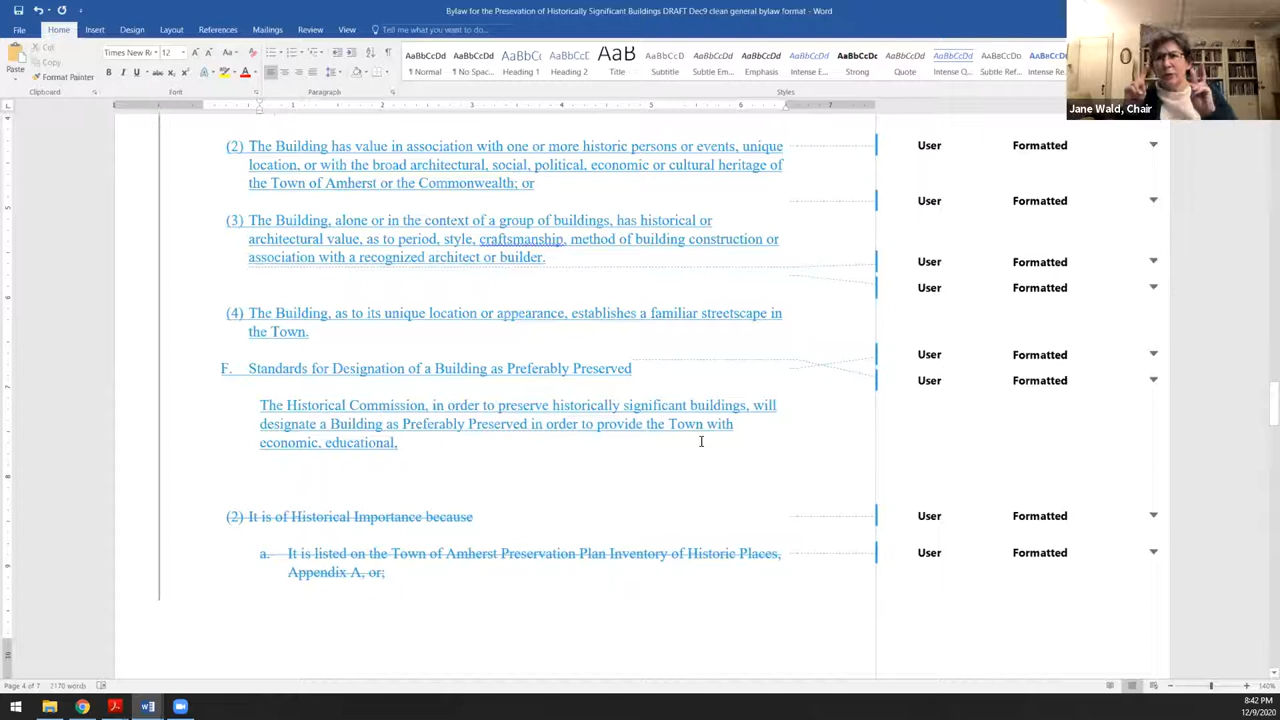 Bylaw for the Presevation of Historically Significant Buildings DRAFT Dec9 clean general bylaw format - Word
File Home Insert Draw Design Layout References Mailings Review View Tell me what you want to do...
Cut
Copy
Paste
Format Painter
Times New Ro 12
AaBbCcDd AaBbCcDd AaBbC AaBbCcD AaB AaBbCcD AaBbCcDd AaBbCcDd AaBbCcDd AaBbCcDc AaBbCcDd AaBbCcDd AaBbCcDd
¶ Normal ¶ No Spac... Heading 1 Heading 2 Title Subtitle Subtle Em... Emphasis Intense E... Strong Quote Intense Q... Subtle Ref... Intense Re...
Clipboard Font Paragraph Styles
Jane Wald, Chair
1 1 2 3 4 5 6 7
(2) The Building has value in association with one or more historic persons or events, unique
location, or with the broad architectural, social, political, economic or cultural heritage of
the Town of Amherst or the Commonwealth; or
(3) The Building, alone or in the context of a group of buildings, has historical or
architectural value, as to period, style, craftsmanship, method of building construction or
association with a recognized architect or builder.
(4) The Building, as to its unique location or appearance, establishes a familiar streetscape in
the Town.
F. Standards for Designation of a Building as Preferably Preserved
The Historical Commission, in order to preserve historically significant buildings, will
designate a Building as Preferably Preserved in order to provide the Town with
economic, educational,
(2) It is of Historical Importance because
a. It is listed on the Town of Amherst Preservation Plan Inventory of Historic Places,
Appendix A, or;
User Formatted
User Formatted
User Formatted
User Formatted
User Formatted
User Formatted
User Formatted
User Formatted
Page 4 of 7 2170 words 140%
8:42 PM
12/9/2020